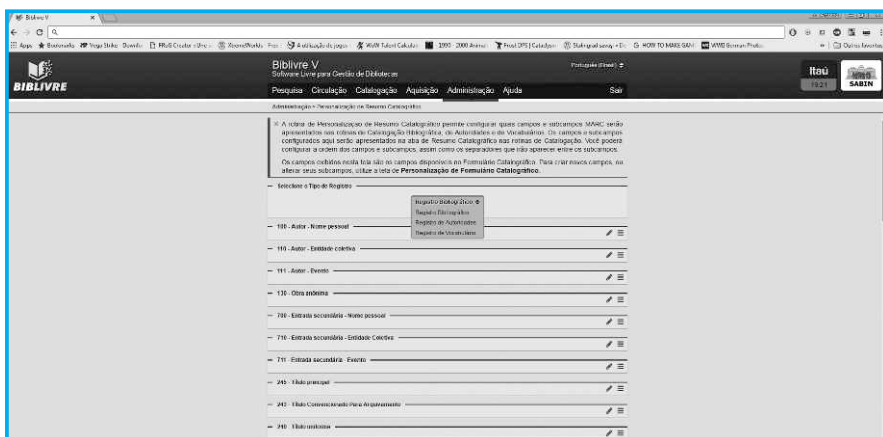 Biblivre V
Apps Bookmarks
BIBLIVRE
Biblivre V
Software Livre para Gestão de Bibliotecas
Português (Brasil)
Pesquisa Circulação Catalogação Aquisição Administração Ajuda Sair
Itaú
19:21
SABIN
Administração > Personalização de Resumo Catalográfico
A rotina de Personalização de Resumo Catalográfico permite configurar quais campos e subcampos MARC serão
apresentados nas rotinas de Catalogação Bibliográfica, de Autoridades e de Vocabulários. Os campos e subcampos
configurados aqui serão apresentados na aba de Resumo Catalográfico nas rotinas de Catalogação. Você poderá
configurar a ordem dos campos e subcampos, assim como os separadores que irão aparecer entre os subcampos.
Os campos exibidos nesta tela são os campos disponíveis no Formulário Catalográfico. Para criar novos campos, ou
alterar seus subcampos, utilize a tela de Personalização de Formulário Catalográfico.
Selecione o Tipo de Registro
Registro Bibliográfico
Registro Bibliográfico
Registro de Autoridades
Registro de Vocabulário
100 - Autor - Nome pessoal
110 - Autor - Entidade coletiva
111 - Autor - Evento
130 - Obra anônima
700 - Entrada secundária - Nome pessoal
710 - Entrada secundária - Entidade Coletiva
711 - Entrada secundária - Evento
245 - Título principal
243 - Título Convencionado Para Arquivamento
240 - Título uniforme